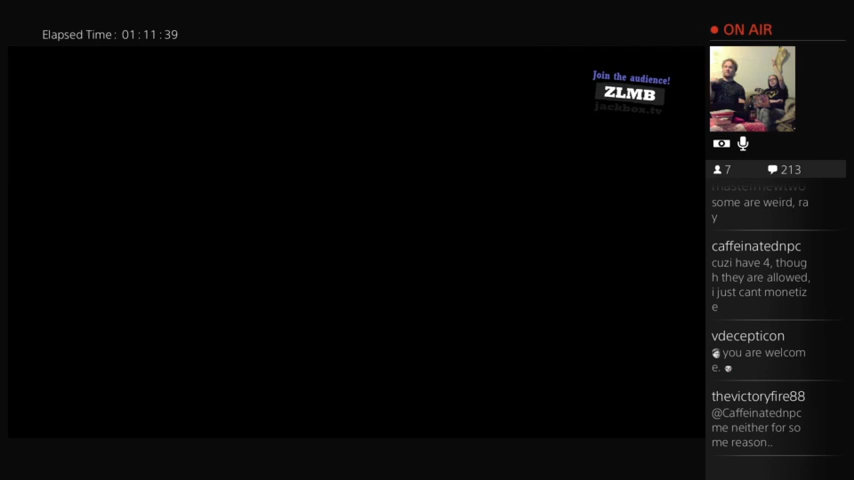 Elapsed Time: 01:11:39
ON AIR
Join the audience!
ZLMB
jackbox.tv
7 213
mastermewtwo
some are weird, ra
y
caffeinatednpc
cuzi have 4, thoug
h they are allowed,
i just cant monetiz
e
vdecepticon
you are welcom
e.
thevictoryfire88
@Caffeinatednpc
me neither for so
me reason..